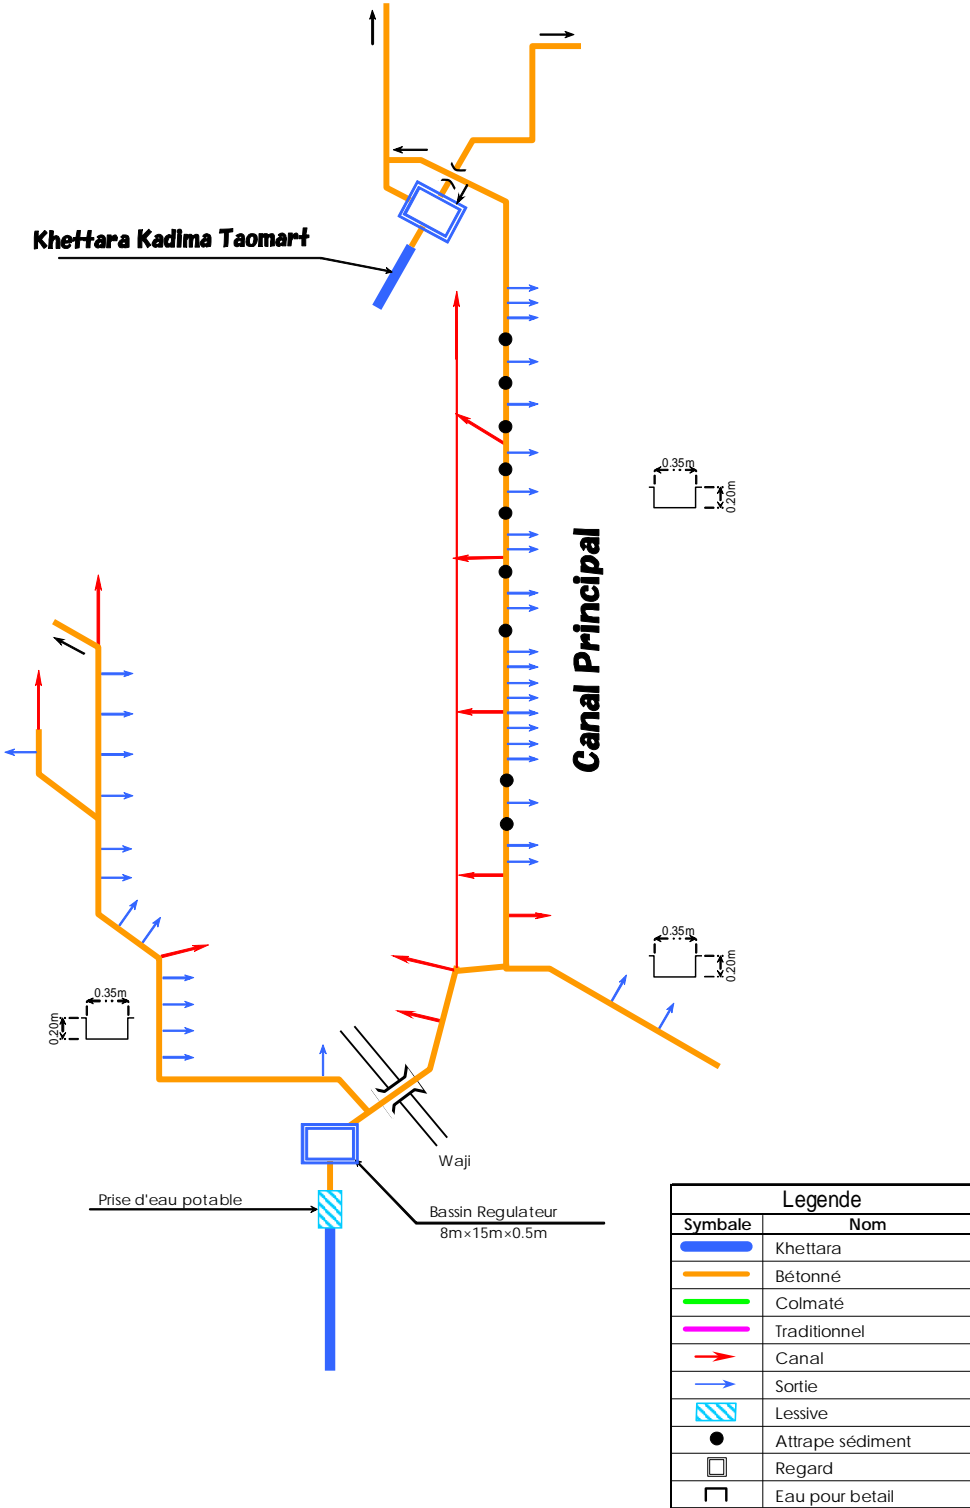 Khettara Kadima Taomart
0.35m
0.20m
Canal Principal
0.35m
0.20m
0.35m
0.20m
Waji
Prise d'eau potable
Bassin Regulateur
8m×15m×0.5m
Legende
Symbale Nom
Khettara
Bétonné
Colmaté
Traditionnel
Canal
Sortie
Lessive
Attrape sédiment
Regard
Eau pour betail